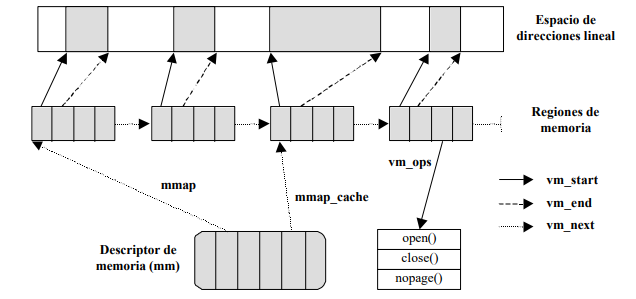 Espacio de
direcciones lineal
Regiones de
memoria
vm_ops
mmap
mmap_cache
vm_start
vm_end
vm_next
Descriptor de
memoria (mm)
open()
close()
nopage()